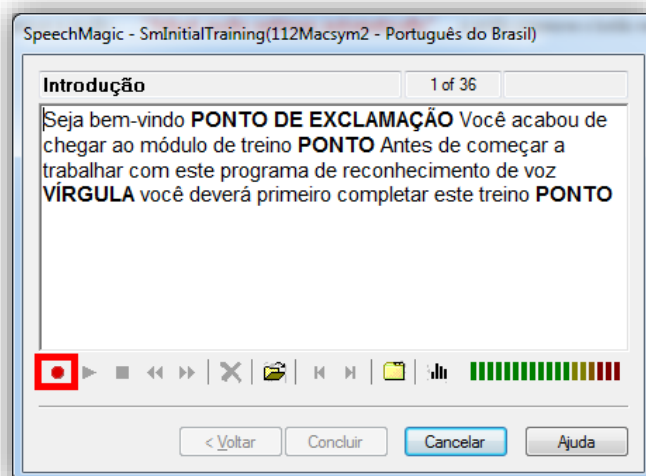 SpeechMagic - SmInitialTraining(112Macsym2 - Português do Brasil)
Introdução
1 of 36
Seja bem-vindo PONTO DE EXCLAMAÇÃO Você acabou de
chegar ao módulo de treino PONTO Antes de começar a
trabalhar com este programa de reconhecimento de voz
VÍRGULA você deverá primeiro completar este treino PONTO
< Voltar
Concluir
Cancelar
Ajuda